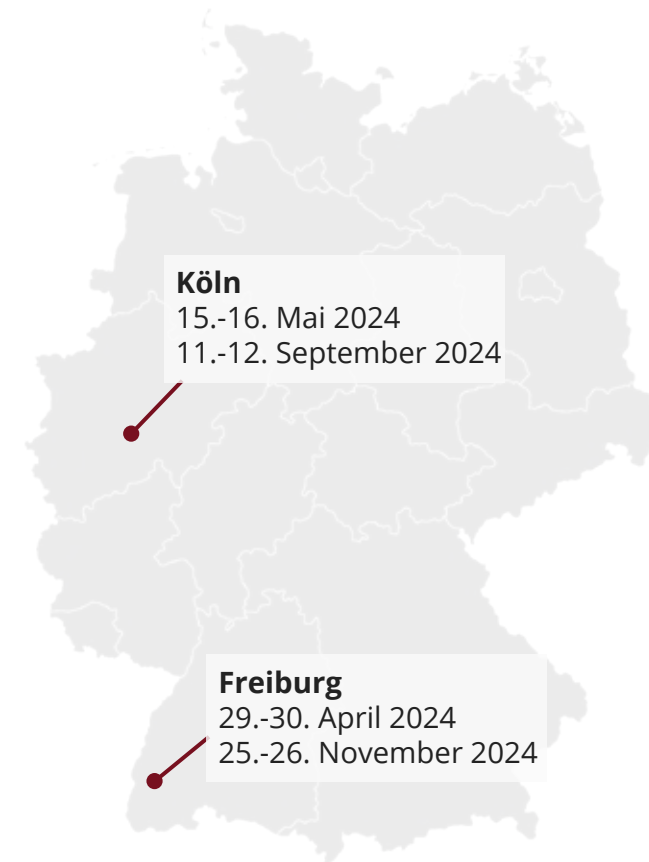 Köln
15.-16. Mai 2024
11.-12. September 2024
Freiburg
29.-30. April 2024
25.-26. November 2024